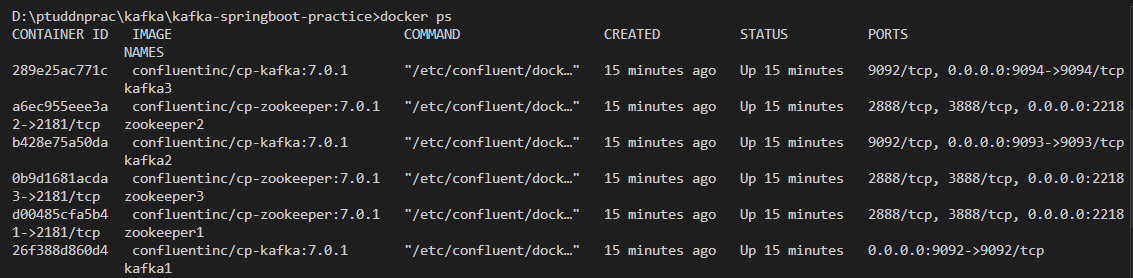 D:\ptuddnprac\kafka\kafka-springboot-practice>docker ps
CONTAINER ID   IMAGE                             COMMAND                  CREATED          STATUS          PORTS
               NAMES
289e25ac771c   confluentinc/cp-kafka:7.0.1       "/etc/confluent/dock…"   15 minutes ago   Up 15 minutes   9092/tcp, 0.0.0.0:9094->9094/tcp
               kafka3
a6ec955eee3a   confluentinc/cp-zookeeper:7.0.1   "/etc/confluent/dock…"   15 minutes ago   Up 15 minutes   2888/tcp, 3888/tcp, 0.0.0.0:2218
2->2181/tcp   zookeeper2
b428e75a50da   confluentinc/cp-kafka:7.0.1       "/etc/confluent/dock…"   15 minutes ago   Up 15 minutes   9092/tcp, 0.0.0.0:9093->9093/tcp
               kafka2
0b9d1681acda   confluentinc/cp-zookeeper:7.0.1   "/etc/confluent/dock…"   15 minutes ago   Up 15 minutes   2888/tcp, 3888/tcp, 0.0.0.0:2218
3->2181/tcp   zookeeper3
d00485cfa5b4   confluentinc/cp-zookeeper:7.0.1   "/etc/confluent/dock…"   15 minutes ago   Up 15 minutes   2888/tcp, 3888/tcp, 0.0.0.0:2218
1->2181/tcp   zookeeper1
26f388d860d4   confluentinc/cp-kafka:7.0.1       "/etc/confluent/dock…"   15 minutes ago   Up 15 minutes   0.0.0.0:9092->9092/tcp
               kafka1